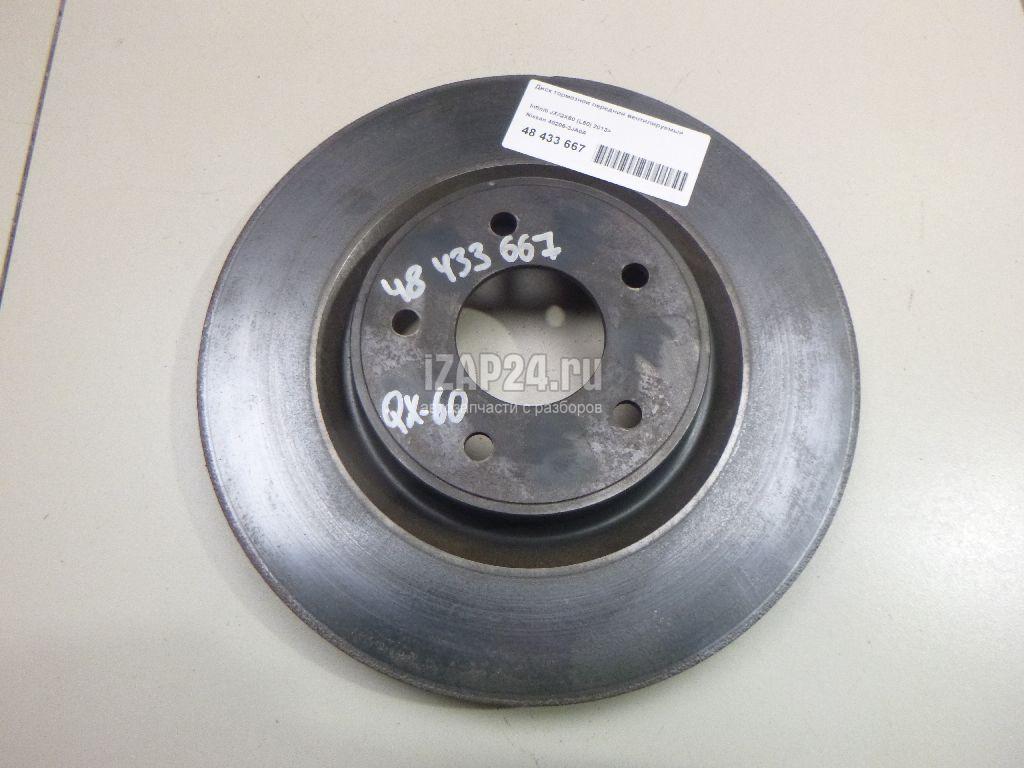 Диск тормозной передний вентилируемый
Infiniti JX/QX60 (L50) 2013>
Nissan 40206-3JA0A
48 433 667
48 433 667
iZAP24.ru
автозапчасти с разборов
QX-60